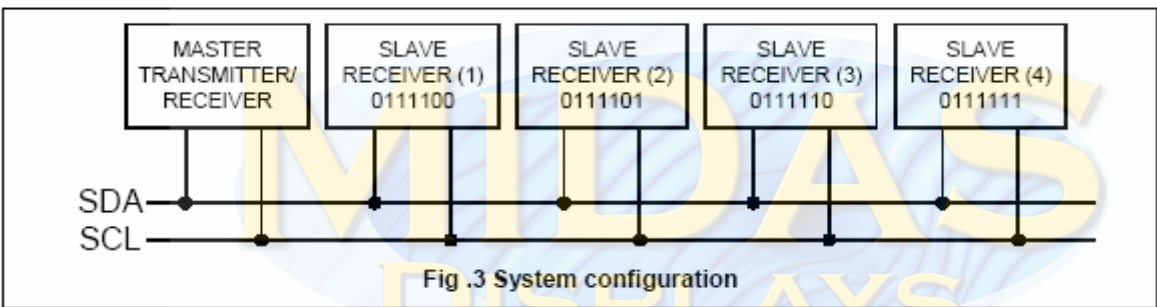 MASTER
TRANSMITTER/
RECEIVER
SLAVE
RECEIVER (1)
0111100
SLAVE
RECEIVER (2)
0111101
SLAVE
RECEIVER (3)
0111110
SLAVE
RECEIVER (4)
0111111
SDA
SCL
MIDAS
DISPLAYS
Fig .3 System configuration